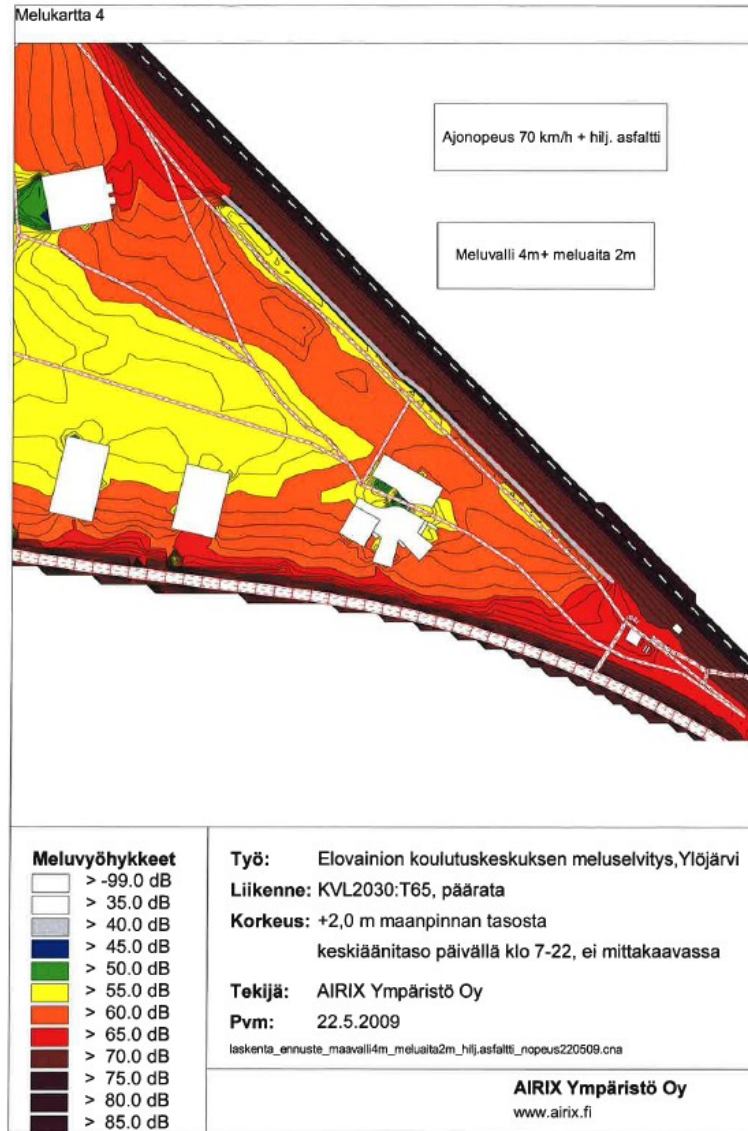 Melukartta 4
Ajonopeus 70 km/h + hilj. asfaltti
Meluvalli 4m+ meluaita 2m
Meluvyöhykkeet
> -99.0 dB
> 35.0 dB
> 40.0 dB
> 45.0 dB
> 50.0 dB
> 55.0 dB
> 60.0 dB
> 65.0 dB
> 70.0 dB
> 75.0 dB
> 80.0 dB
> 85.0 dB
Työ: Elovainion koulutuskeskuksen meluselvitys,Ylöjärvi
Liikenne: KVL2030:T65, päärata
Korkeus: +2,0 m maanpinnan tasosta
keskiäänitaso päivällä klo 7-22, ei mittakaavassa
Tekijä: AIRIX Ympäristö Oy
Pvm: 22.5.2009
laskenta_ennuste_maavalli4m_meluaita2m_hilj.asfaltti_nopeus220509.cna
AIRIX Ympäristö Oy
www.airix.fi